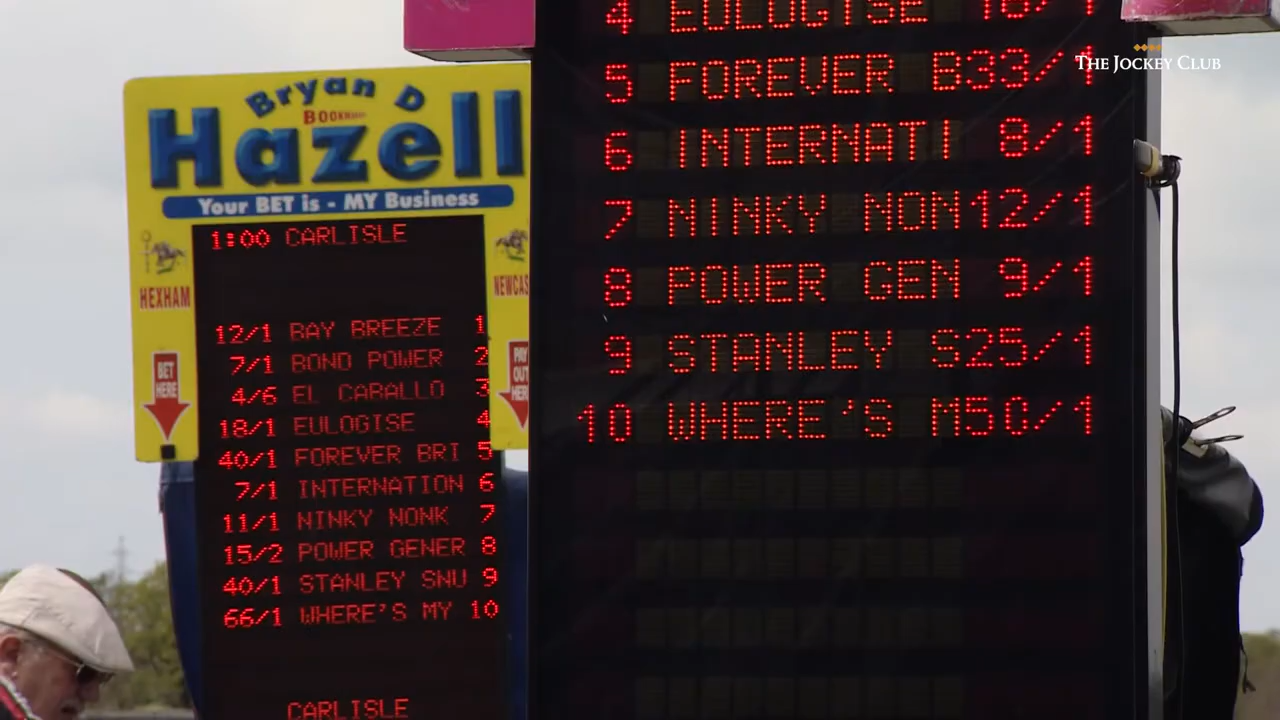 THE JOCKEY CLUB
Bryan D
BOOKMAKER
Hazell
Your BET is - MY Business
HEXHAM
NEWCAS
BET HERE
PAY OUT HERE
1:00 CARLISLE
12/1 BAY BREEZE 1
7/1 BOND POWER 2
4/6 EL CABALLO 3
18/1 EULOGISE 4
40/1 FOREVER BRI 5
7/1 INTERNATION 6
11/1 NINKY NONK 7
15/2 POWER GENER 8
40/1 STANLEY SNU 9
66/1 WHERE'S MY 10
CARLISLE
4 EULOGISE 16/1
5 FOREVER B33/1
6 INTERNATI 8/1
7 NINKY NON12/1
8 POWER GEN 9/1
9 STANLEY S25/1
10 WHERE'S M50/1